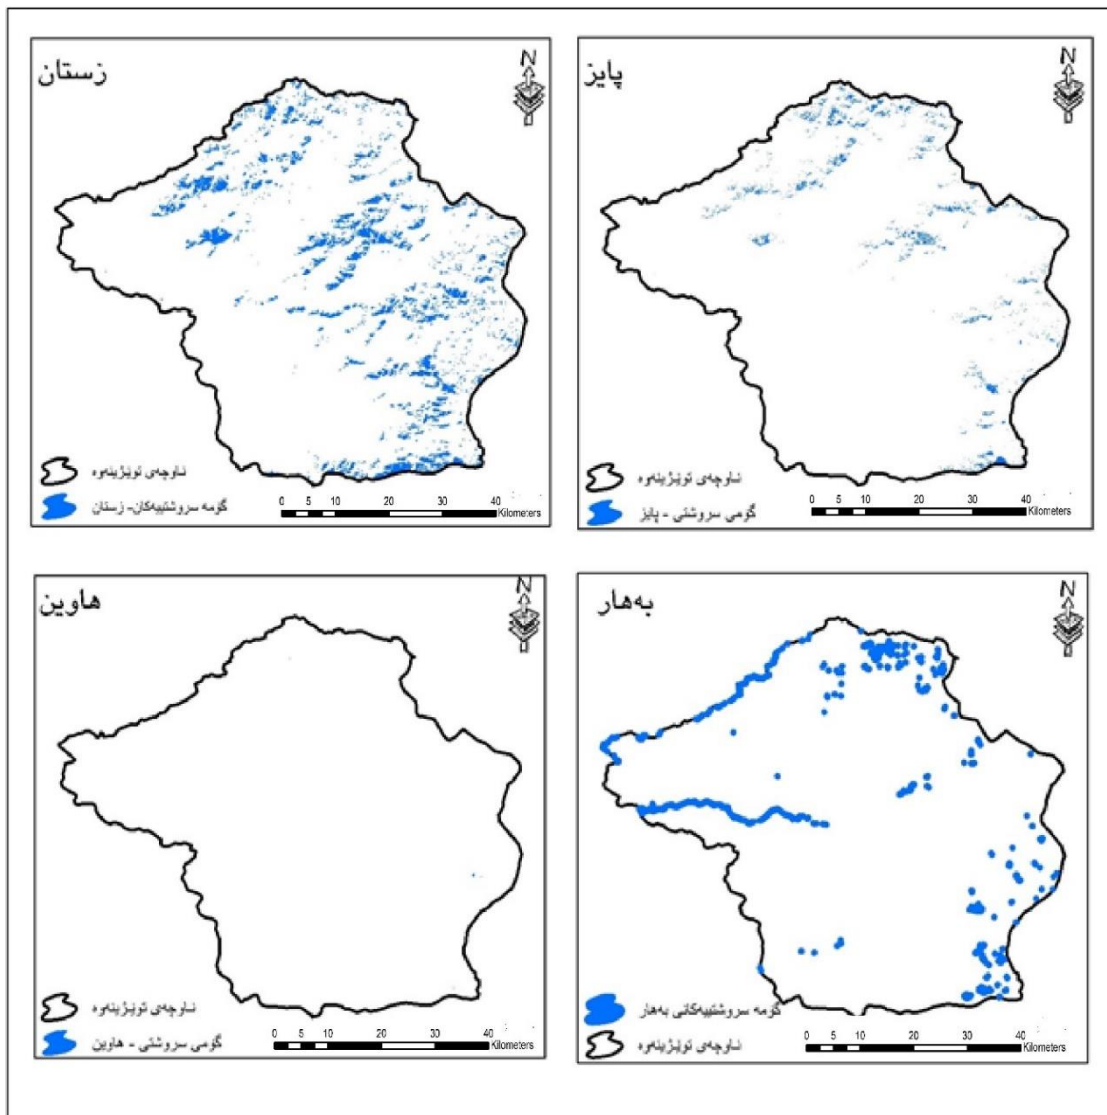 زستان
N
ناوچەی توێژینەوە
گۆمە سروشتییەکان- زستان
0 5 10 20 30 40
Kilometers
پایز
N
ناوچەی توێژینەوە
گۆمی سروشتی - پایز
0 5 10 20 30 40
Kilometers
هاوین
N
ناوچەی توێژینەوە
گۆمی سروشتی - هاوین
0 5 10 20 30 40
Kilometers
بەهار
N
گۆمە سروشتییەکانی بەهار
ناوچەی توێژینەوە
0 5 10 20 30 40
Kilometers